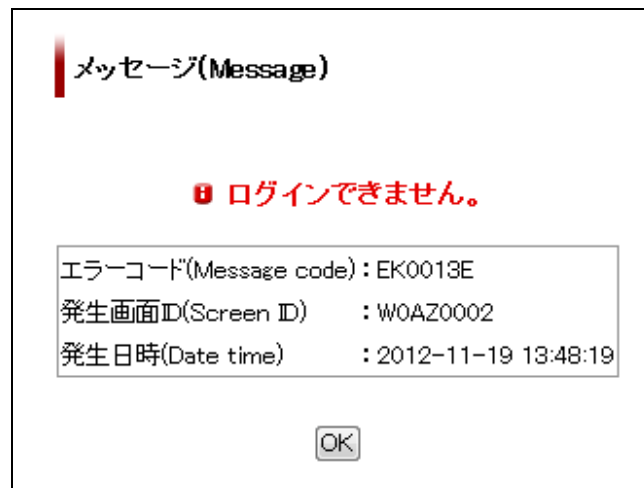 メッセージ(Message)
ログインできません。
エラーコード(Message code)：EK0013E
発生画面ID(Screen ID)：W0AZ0002
発生日時(Date time)：2012-11-19 13:48:19
OK